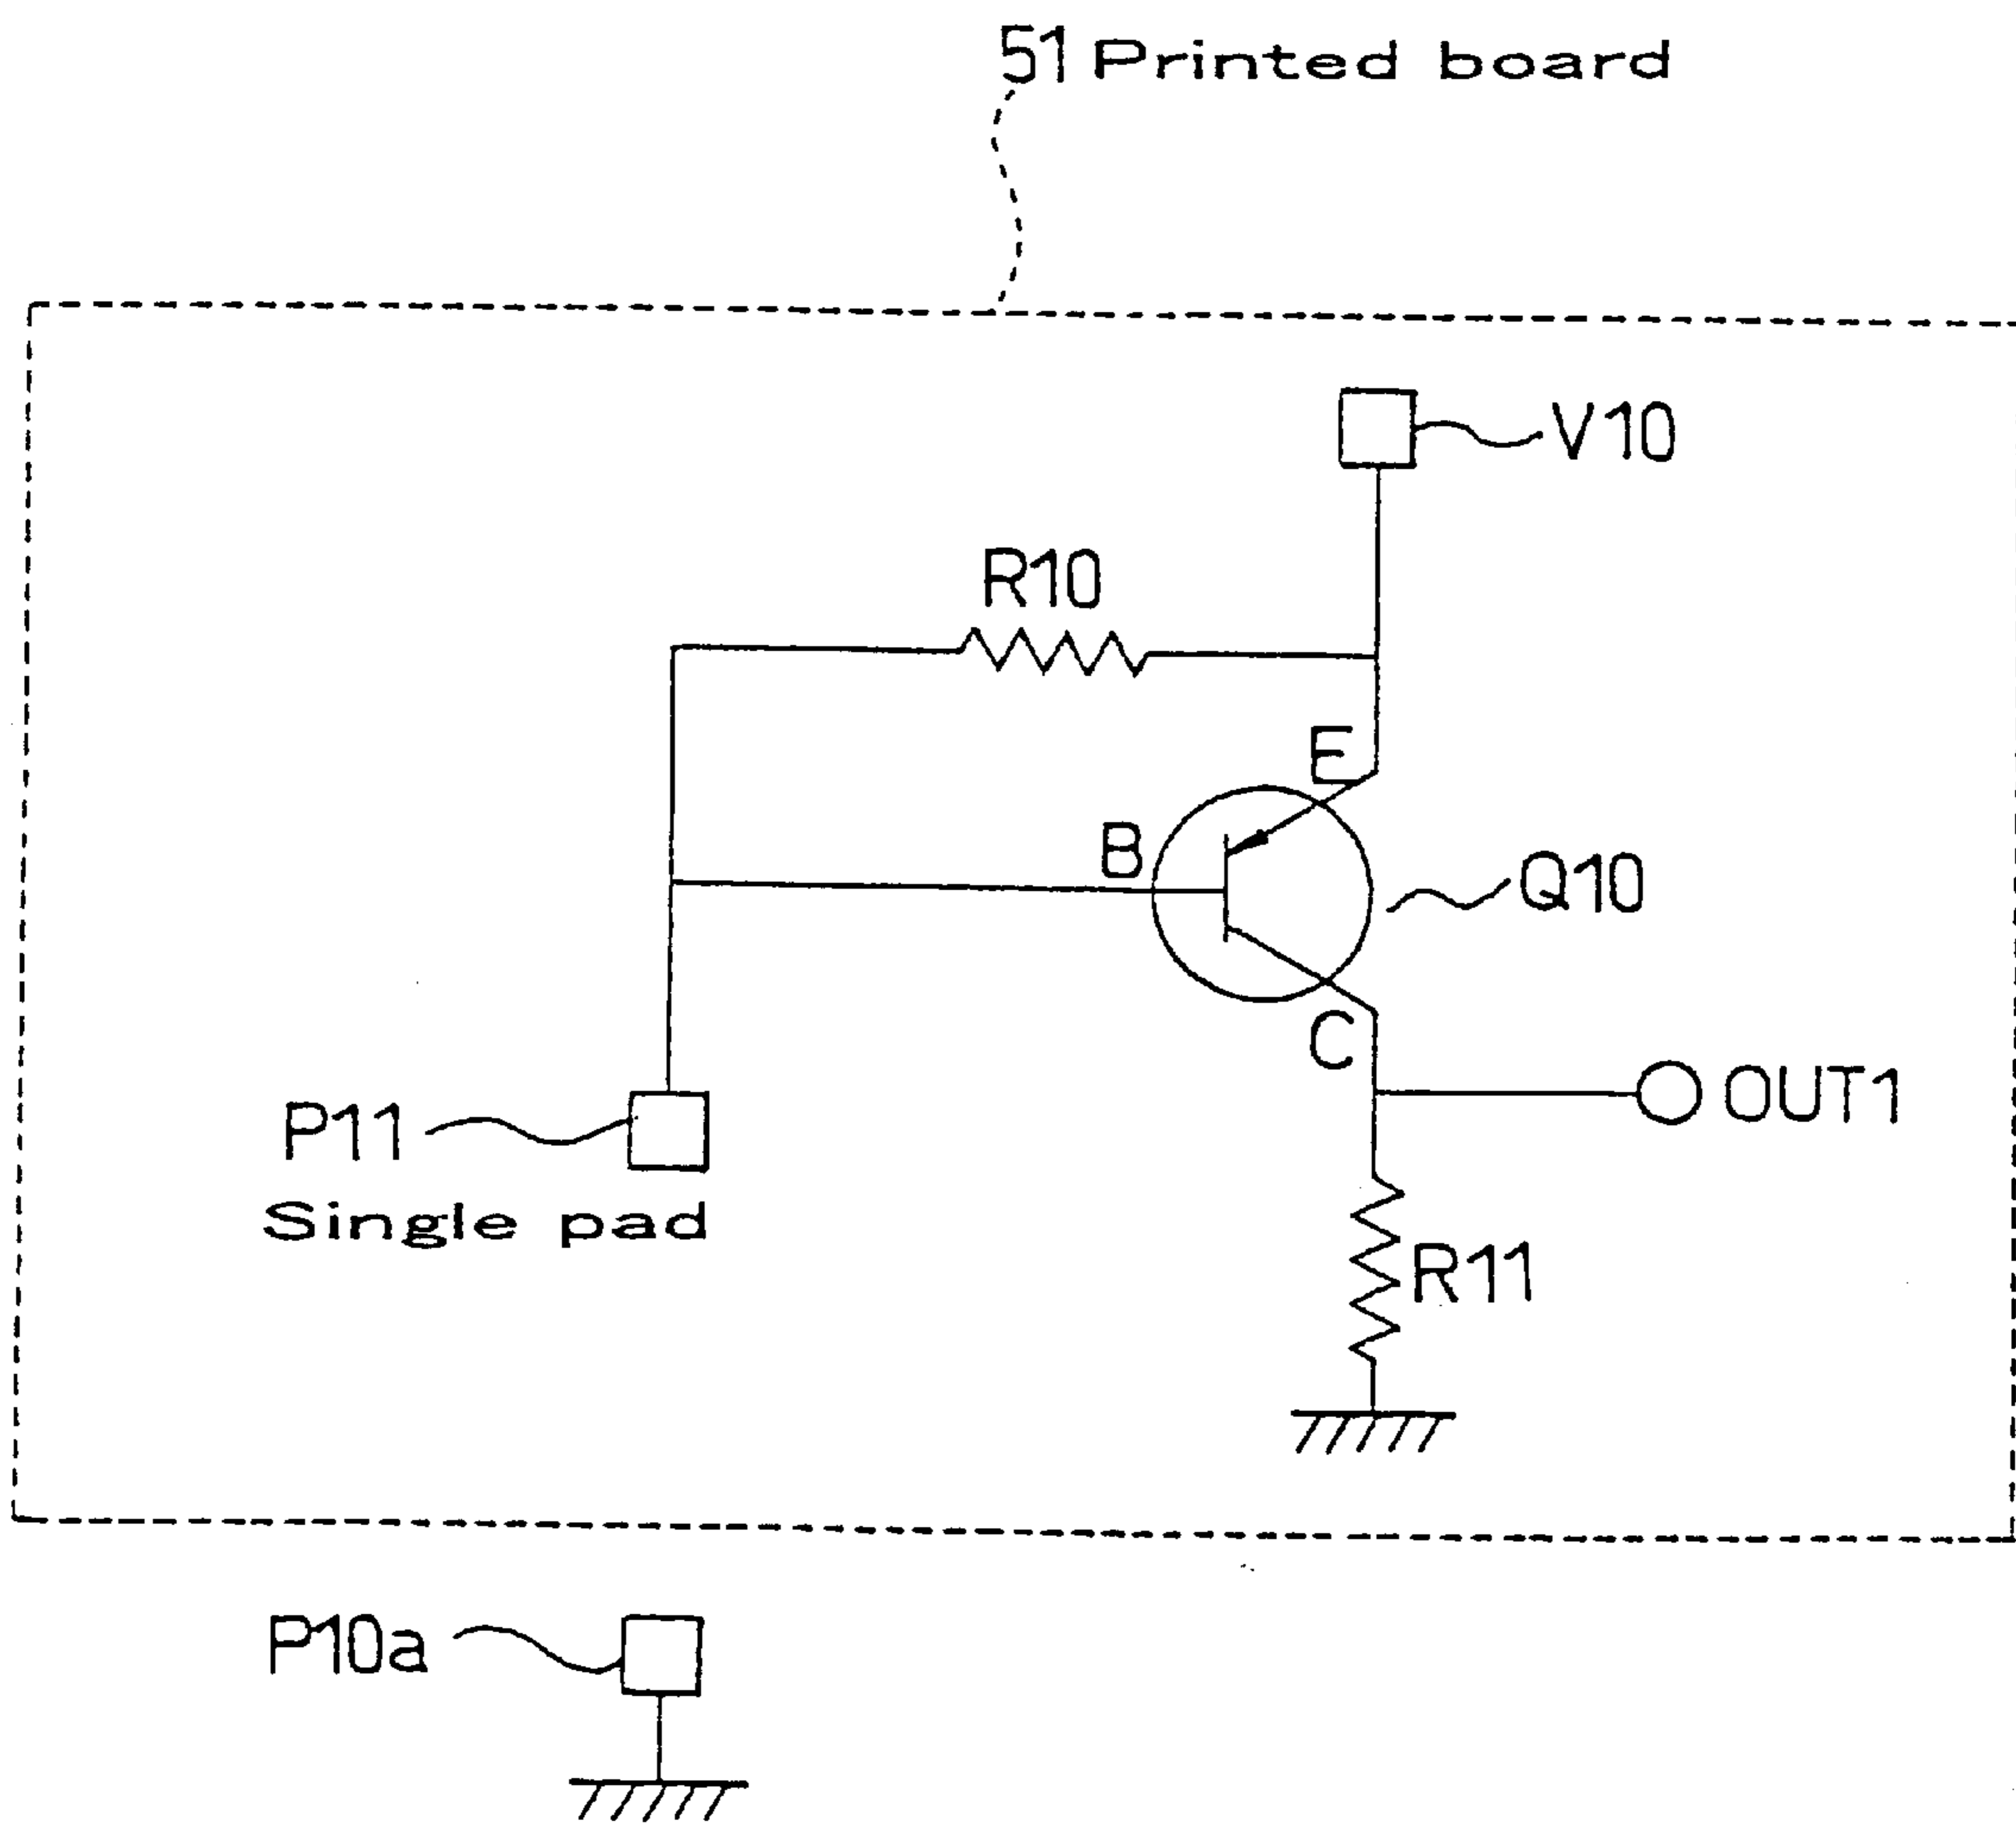 51 Printed board
V10
R10
E
B
Q10
C
OUT1
P11
Single pad
R11
P10a